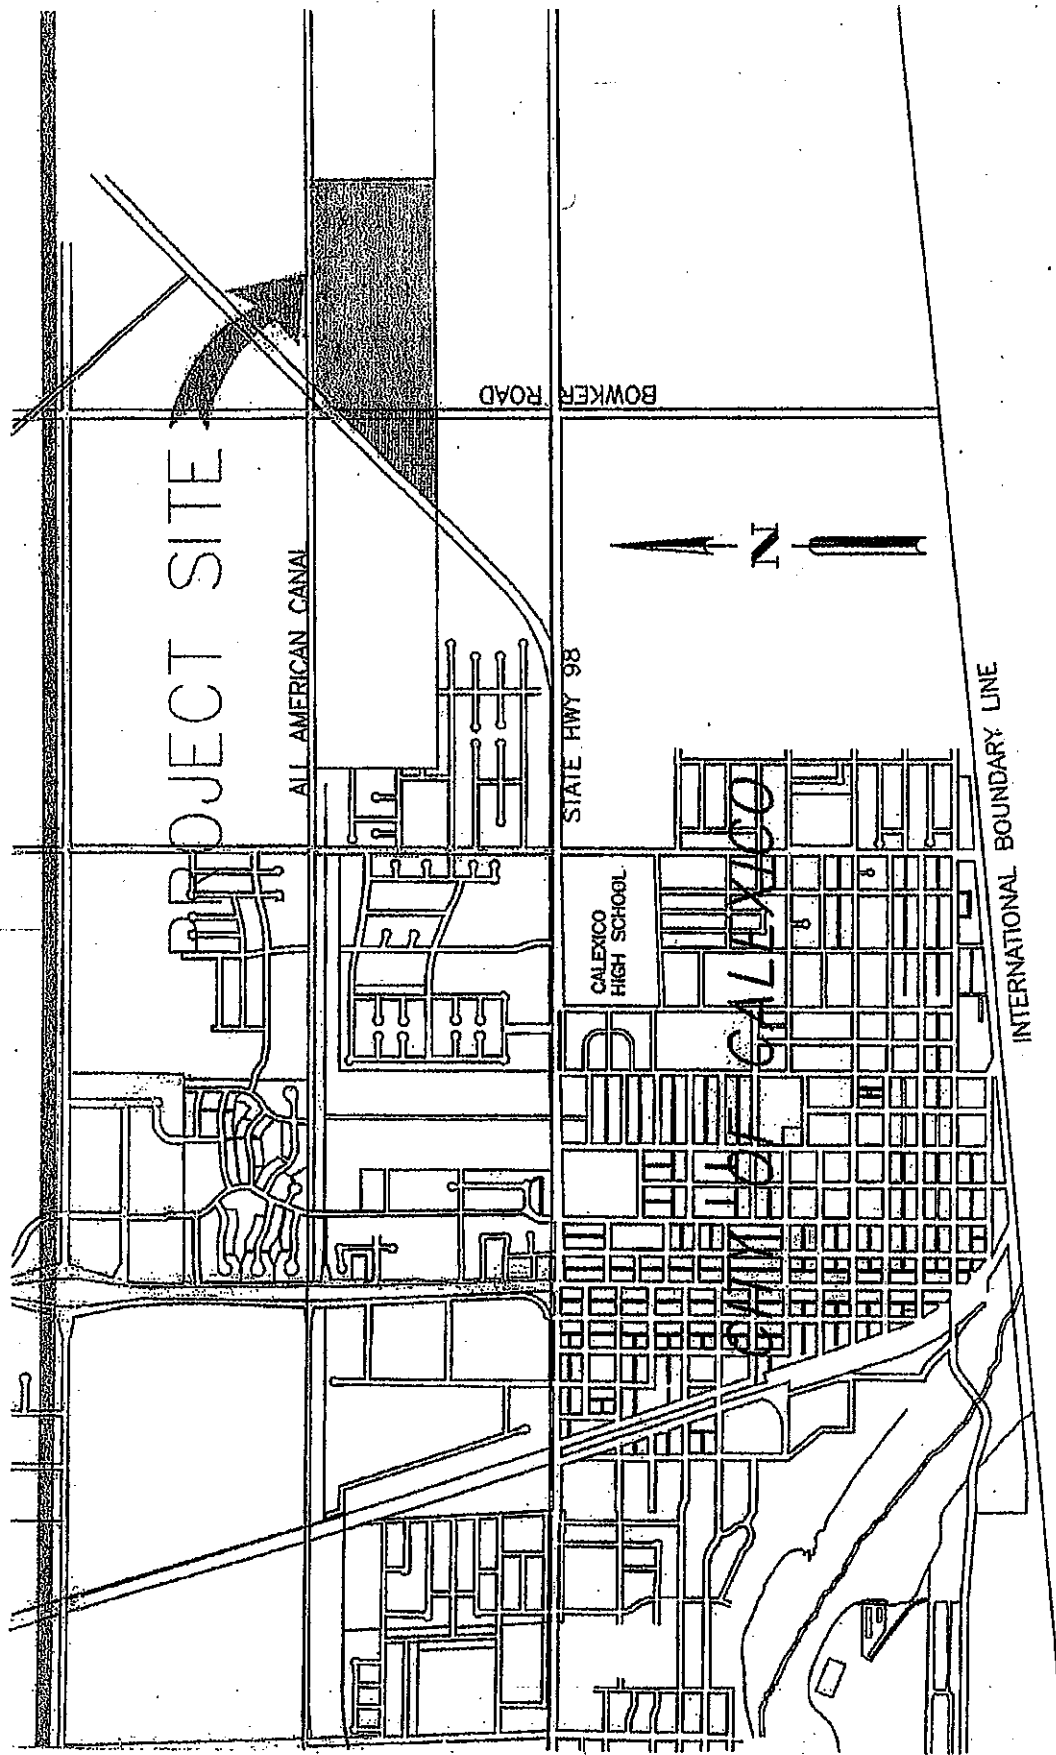 PROJECT SITE
ALL AMERICAN CANAL
BOWKER ROAD
STATE HWY 98
N
CALEXICO
HIGH SCHOOL
CITY OF CALEXICO
INTERNATIONAL BOUNDARY LINE